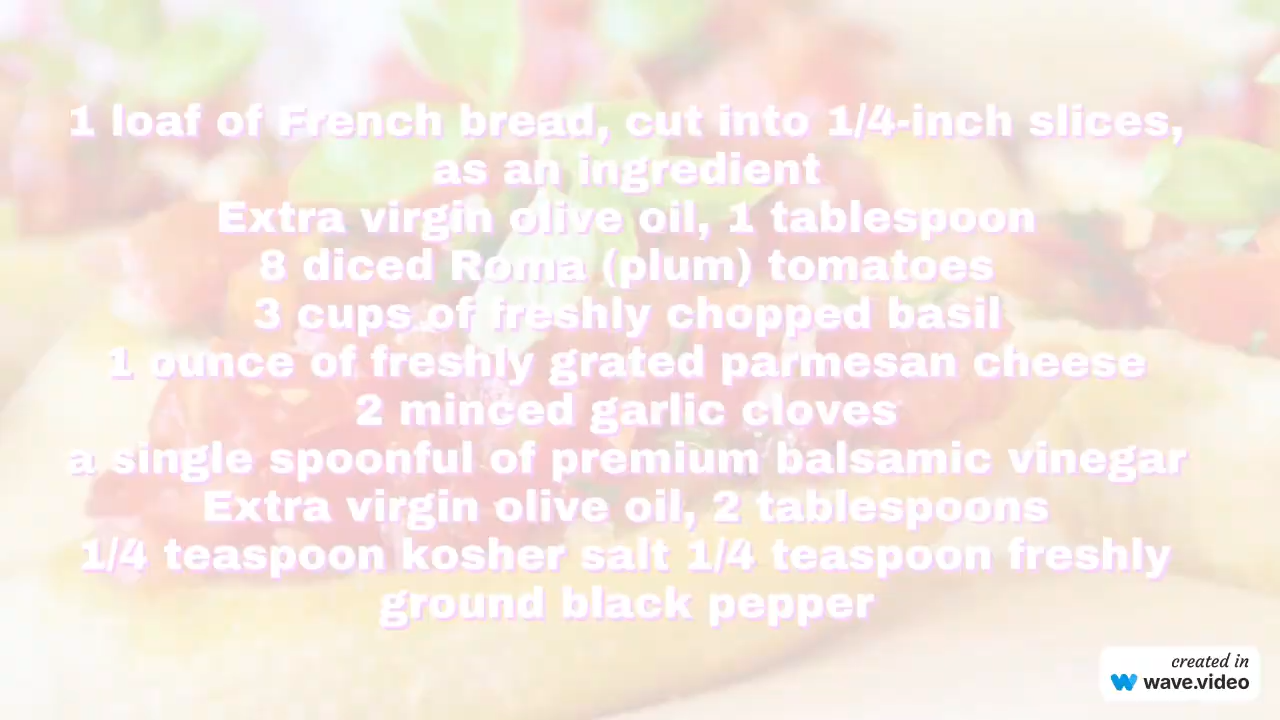 1 loaf of French bread, cut into 1/4-inch slices,
as an ingredient
Extra virgin olive oil, 1 tablespoon
8 diced Roma (plum) tomatoes
3 cups of freshly chopped basil
1 ounce of freshly grated parmesan cheese
2 minced garlic cloves
a single spoonful of premium balsamic vinegar
Extra virgin olive oil, 2 tablespoons
1/4 teaspoon kosher salt 1/4 teaspoon freshly
ground black pepper
created in
wave.video